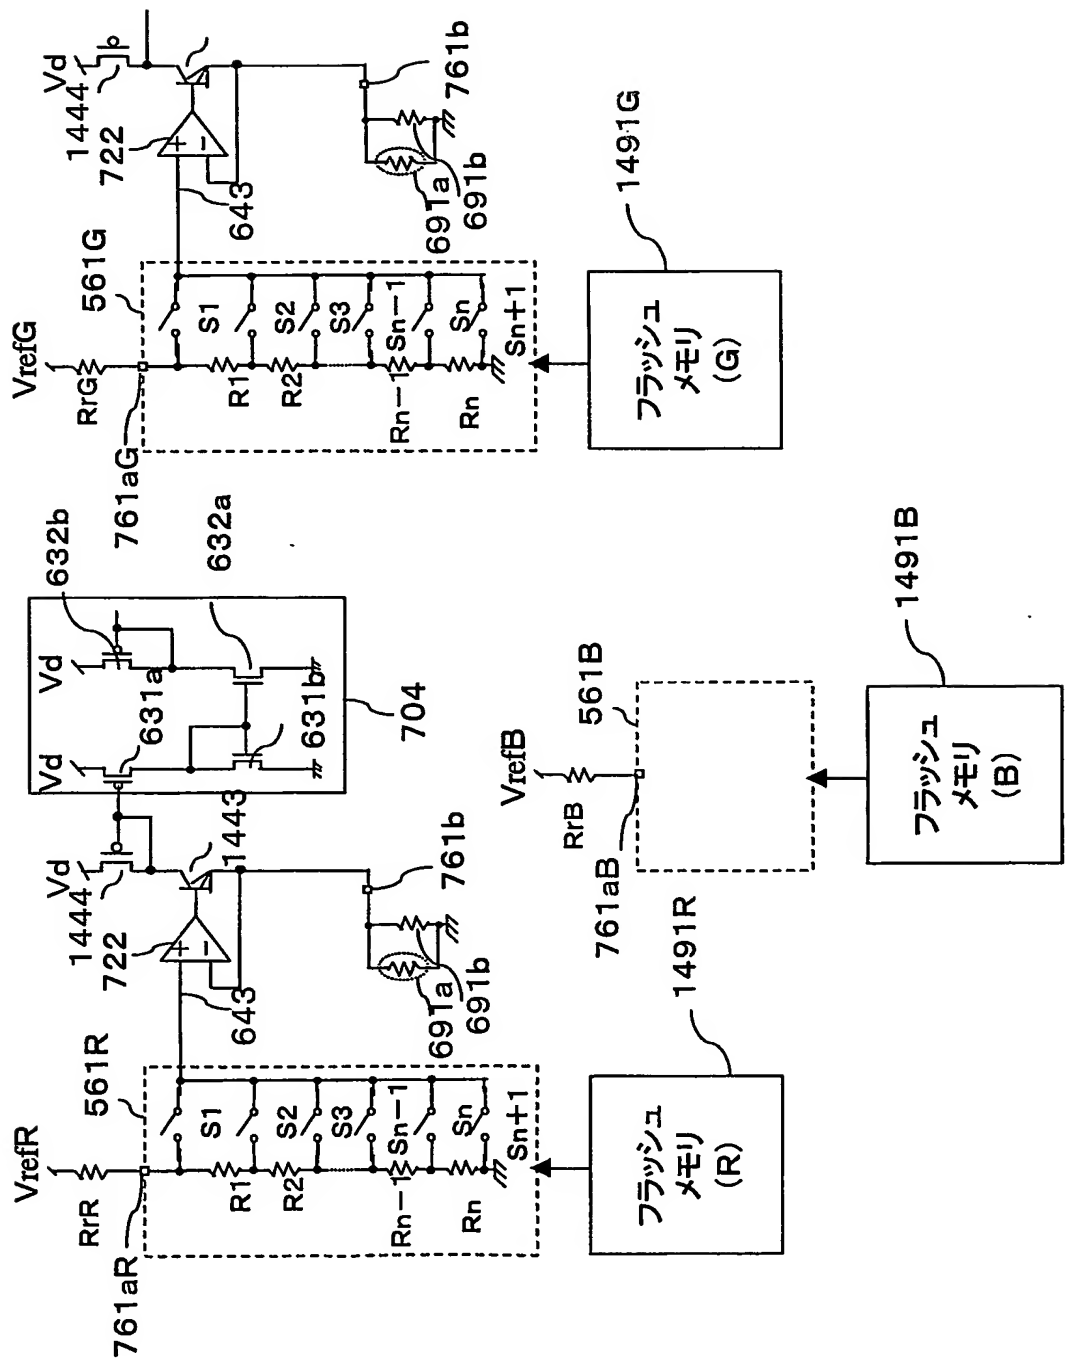 VrefR
RrR
761aR
561R
S1
S2
S3
Sn-1
Sn
Sn+1
R1
R2
Rn-1
Rn
フラッシュ
メモリ
(R)
1491R
643
722
1444
Vd
1443
761b
691a
691b
Vd
631a
631b
Vd
632b
632a
704
VrefB
RrB
761aB
561B
フラッシュ
メモリ
(B)
1491B
VrefG
RrG
761aG
561G
S1
S2
S3
Sn-1
Sn
Sn+1
R1
R2
Rn-1
Rn
フラッシュ
メモリ
(G)
1491G
643
722
1444
Vd
761b
691a
691b